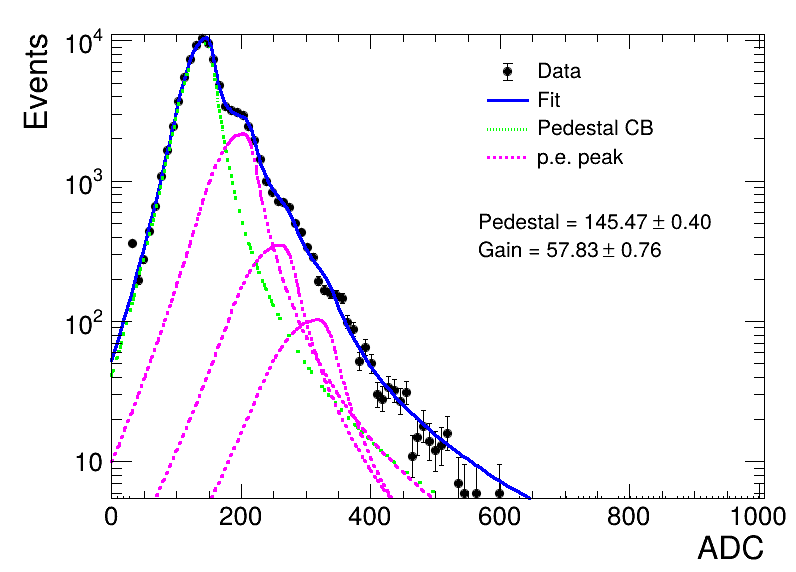 Events
10⁴
10³
10²
10
Data
Fit
Pedestal CB
p.e. peak
Pedestal = 145.47 ± 0.40
Gain = 57.83 ± 0.76
0 200 400 600 800 1000
ADC